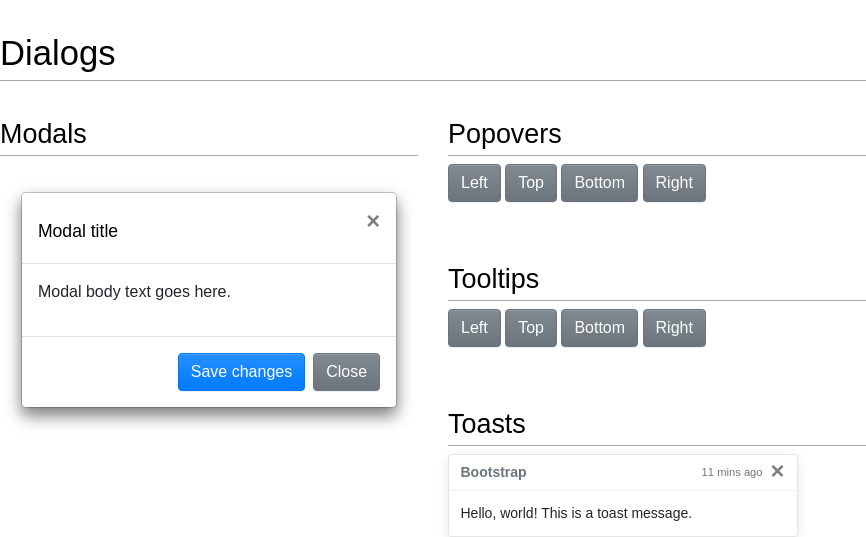 Dialogs
Modals
Modal title ×
Modal body text goes here.
Save changes Close
Popovers
Left Top Bottom Right
Tooltips
Left Top Bottom Right
Toasts
Bootstrap 11 mins ago ×
Hello, world! This is a toast message.